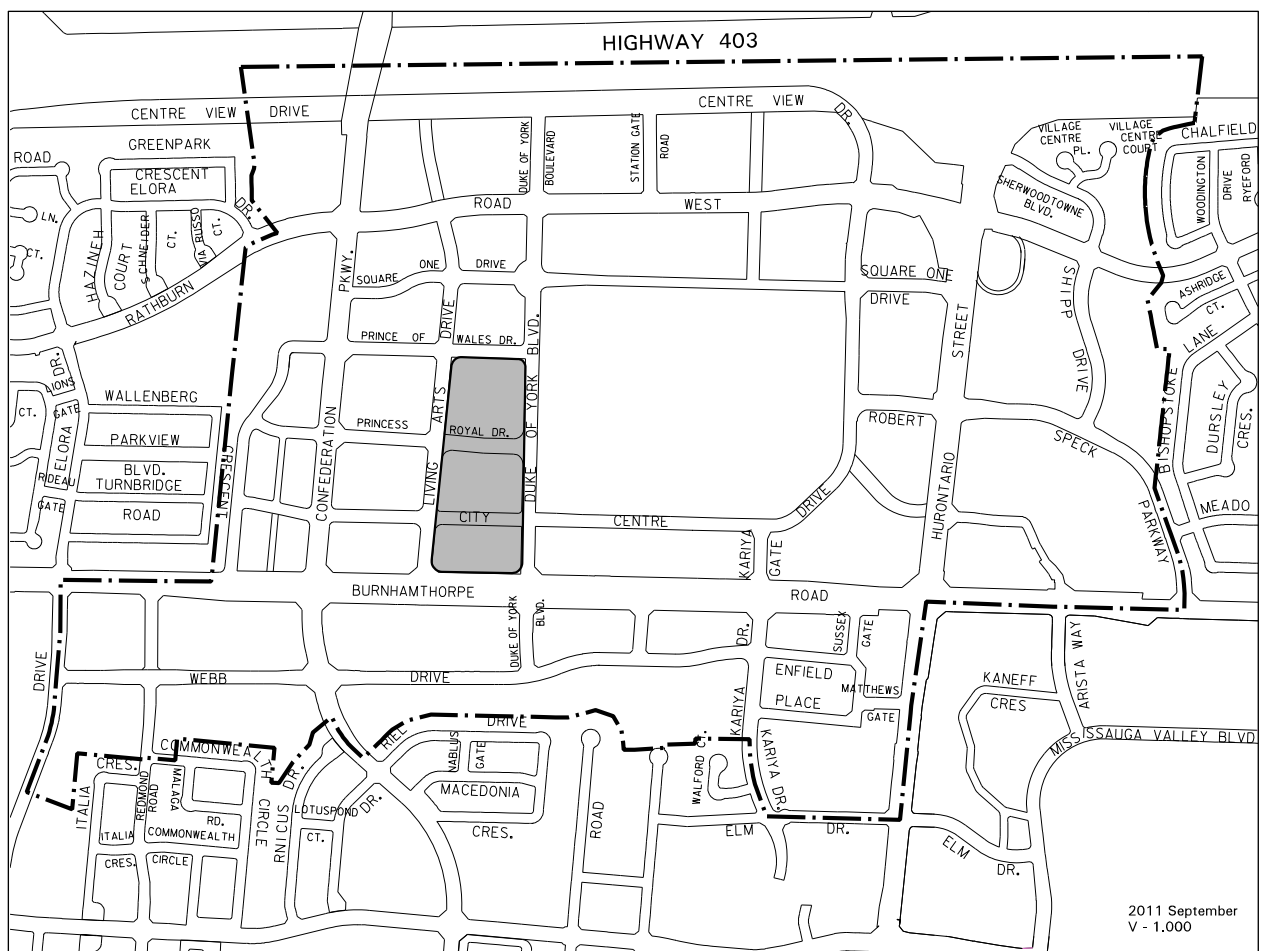 HIGHWAY 403
CENTRE VIEW DRIVE
CENTRE VIEW
DR.
VILLAGE
CENTRE
PL.
VILLAGE
CENTRE
COURT
CHALFIELD
ROAD
GREENPARK
CRESCENT
ELORA
DR.
DUKE OF YORK
BOULEVARD
STATION GATE
ROAD
WOODINGTON
DRIVE
RYEFORD
LN.
CT.
HAZINEH
COURT
SCHNEIDER
CT.
VIA RUSSO
CT.
ROAD
WEST
SHERWOODTOWNE
BLVD.
RATHBURN
PKWY.
SQUARE ONE DRIVE
SQUARE ONE
DRIVE
SHIPP
DRIVE
ASHRIDGE
CT.
LANE
STREET
DRIVE
PRINCE OF
WALES DR.
BLVD.
DR.
LIONS
GATE
CT.
ELORA
WALLENBERG
PARKVIEW
BLVD.
TURNBRIDGE
ROAD
RIDEAU
GATE
CRESCENT
CONFEDERATION
PRINCESS
ROYAL DR.
ARTS
LIVING
DUKE OF YORK
CITY
CENTRE
DRIVE
ROBERT
SPECK
PARKWAY
HURONTARIO
BISHOPSTOKE
DURSLEY
CRES.
MEADO
KARIYA
GATE
BURNHAMTHORPE
ROAD
DUKE OF YORK
BLVD.
DR.
SUSSEX
GATE
ARISTA WAY
DRIVE
WEBB
DRIVE
ENFIELD
PLACE
MATTHEWS
GATE
KANEFF
CRES
KARIYA
MISSISSAUGA VALLEY BLVD.
COMMONWEALTH
CIRCLE
RIEL
DRIVE
NABLUS
GATE
WALFORD
CT.
KARIYA DR.
CRES.
ITALIA
REDMOND
ROAD
MALAGA
RD.
ITALIA
COMMONWEALTH
CRES.
CIRCLE
DR.
SUCIRN
LOTUSPOND
DR.
CT.
MACEDONIA
CRES.
ROAD
ELM
DR.
ELM
DR.
2011 September
V - 1.000